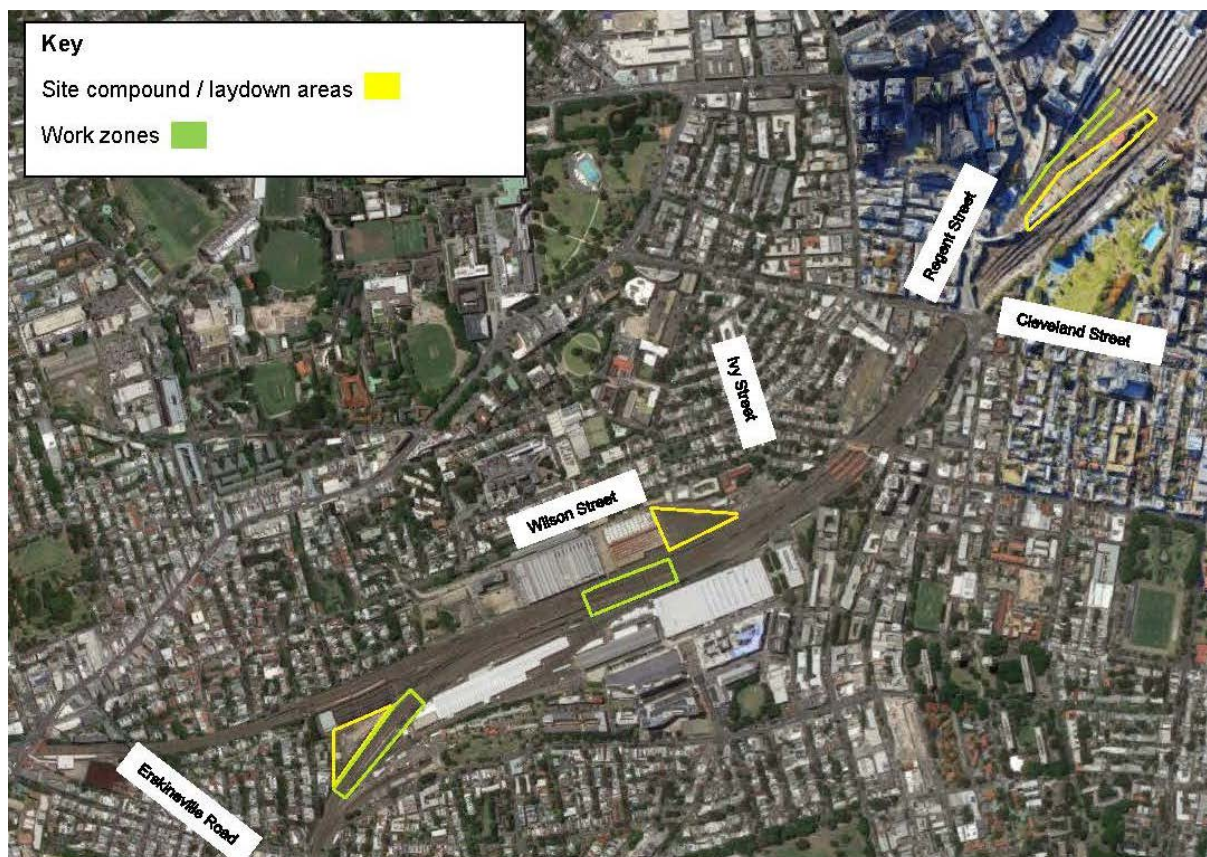 Key
Site compound / laydown areas
Work zones
Regent Street
Cleveland Street
Ivy Street
Wilson Street
Erskineville Road